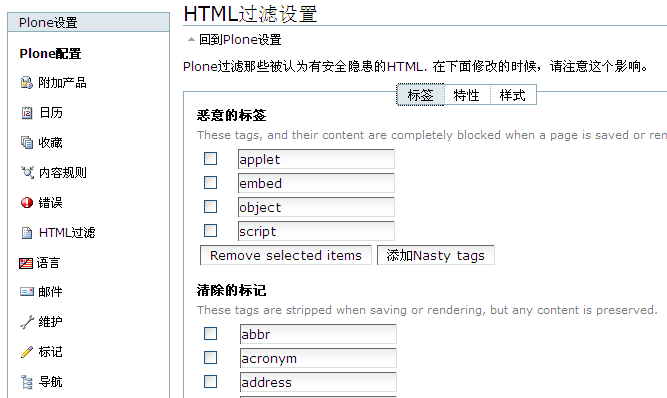 Plone设置
Plone配置
附加产品
日历
收藏
内容规则
错误
HTML过滤
语言
邮件
维护
标记
导航
HTML过滤设置
回到Plone设置
Plone过滤那些被认为有安全隐患的HTML. 在下面修改的时候，请注意这个影响。
标签 特性 样式
恶意的标签
These tags, and their content are completely blocked when a page is saved or ren
applet
embed
object
script
Remove selected items 添加Nasty tags
清除的标记
These tags are stripped when saving or rendering, but any content is preserved.
abbr
acronym
address